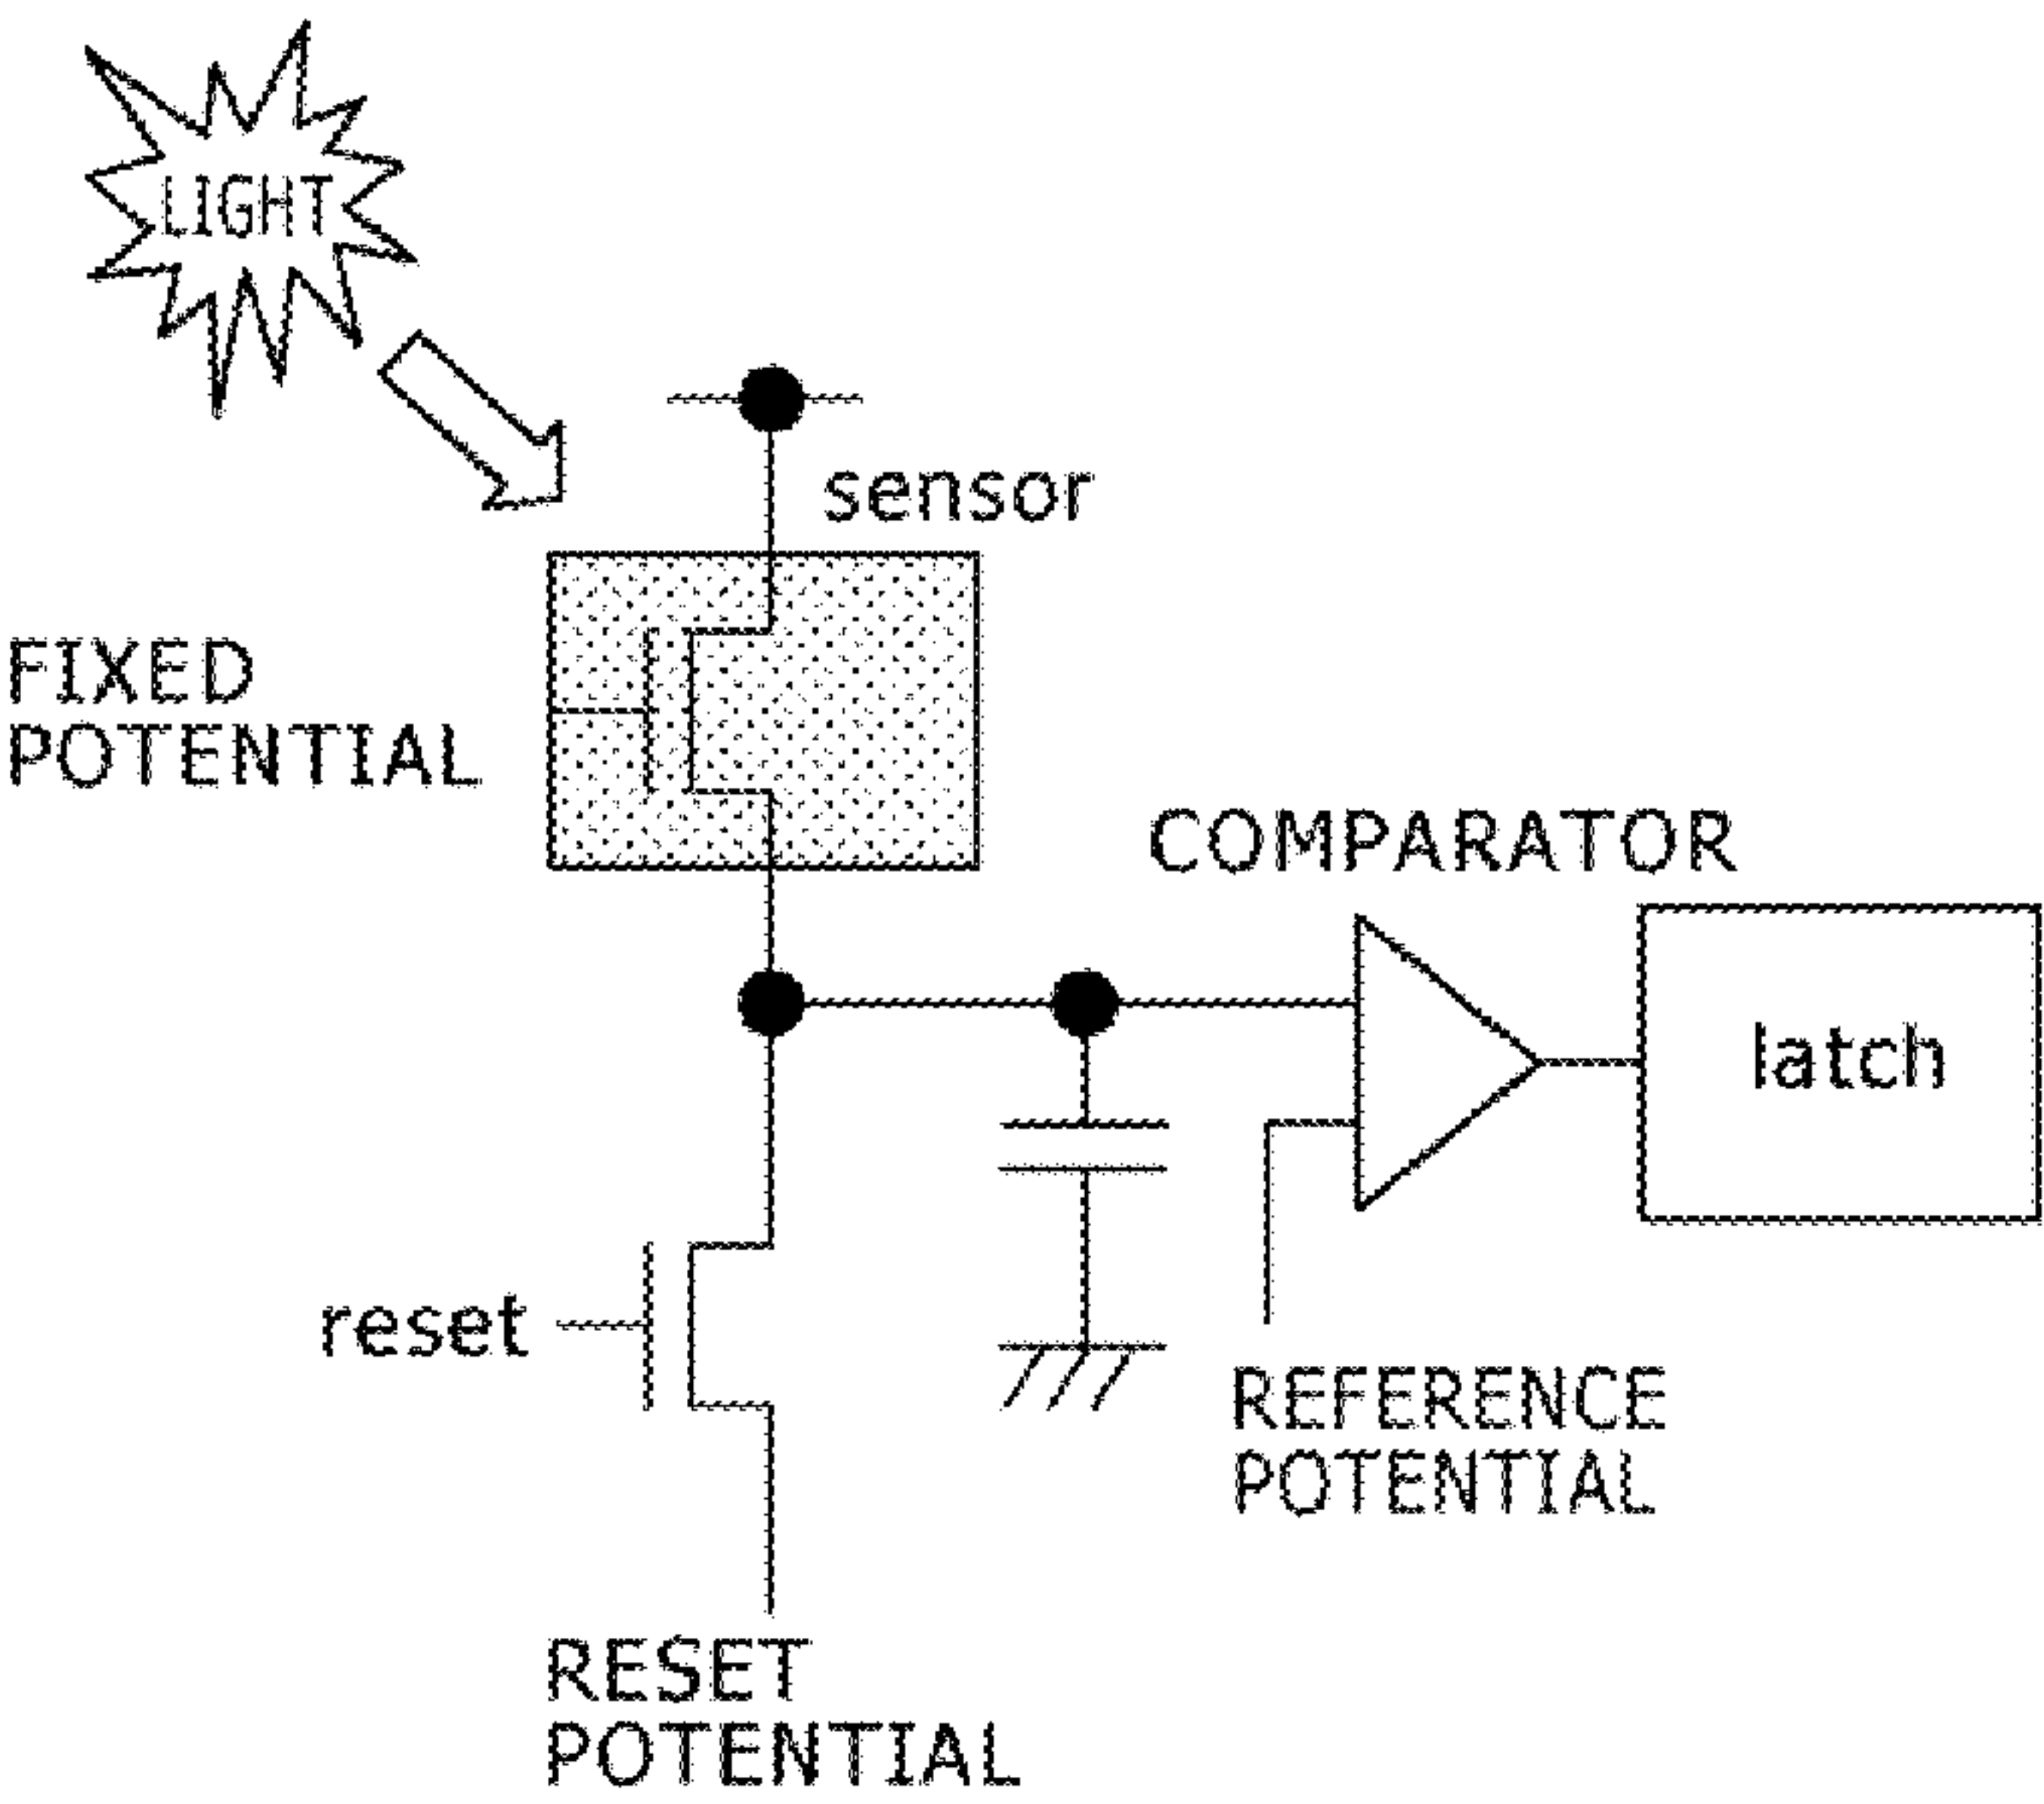 LIGHT
sensor
FIXED
POTENTIAL
COMPARATOR
latch
reset
REFERENCE
POTENTIAL
RESET
POTENTIAL